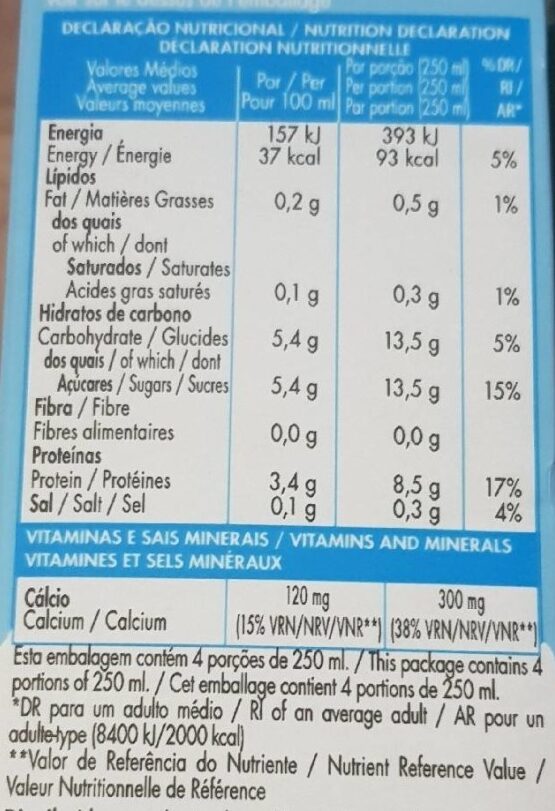 DECLARAÇÃO NUTRICIONAL / NUTRITION DECLARATION
DÉCLARATION NUTRITIONNELLE
Valores Médios
Average values
Valeurs moyennes
Por / Per
Pour 100 ml
Por porção (250 ml)
Per portion (250 ml)
Par portion (250 ml)
%DR/
RI/
AR*
Energia 157 kJ 393 kJ
Energy / Énergie 37 kcal 93 kcal 5%
Lípidos
Fat / Matières Grasses 0,2 g 0,5 g 1%
dos quais
of which / dont
Saturados / Saturates
Acides gras saturés 0,1 g 0,3 g 1%
Hidratos de carbono
Carbohydrate / Glucides 5,4 g 13,5 g 5%
dos quais / of which / dont
Açúcares / Sugars / Sucres 5,4 g 13,5 g 15%
Fibra / Fibre
Fibres alimentaires 0,0 g 0,0 g
Proteínas
Protein / Protéines 3,4 g 8,5 g 17%
Sal / Salt / Sel 0,1 g 0,3 g 4%
VITAMINAS E SAIS MINERAIS / VITAMINS AND MINERALS
VITAMINES ET SELS MINÉRAUX
Cálcio 120 mg 300 mg
Calcium / Calcium (15% VRN/NRV/VNR**) (38% VRN/NRV/VNR**)
Esta embalagem contém 4 porções de 250 ml. / This package contains 4
portions of 250 ml. / Cet emballage contient 4 portions de 250 ml.
*DR para um adulto médio / RI of an average adult / AR pour un
adulte-type (8400 kJ/2000 kcal)
**Valor de Referência do Nutriente / Nutrient Reference Value /
Valeur Nutritionnelle de Référence